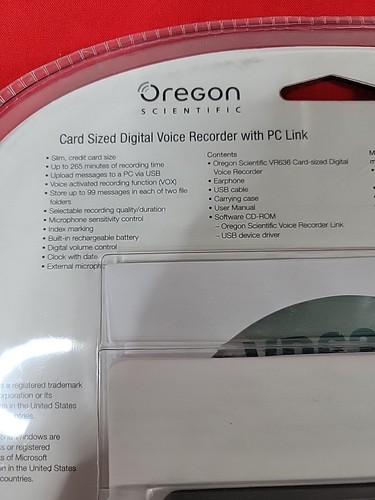 Oregon
SCIENTIFIC
Card Sized Digital Voice Recorder with PC Link
• Slim, credit card size
• Up to 265 minutes of recording time
• Upload messages to a PC via USB
• Voice activated recording function (VOX)
• Store up to 99 messages in each of two file
folders
• Selectable recording quality/duration
• Microphone sensitivity control
• Index marking
• Built-in rechargeable battery
• Digital volume control
• Clock with date
• External
Contents
• Oregon Scientific VR636 Card-sized Digital
Voice Recorder
• Earphone
• USB cable
• Carrying case
• User Manual
• Software CD-ROM
– Oregon Scientific Voice Recorder Link
– USB device driver
a registered trademark
or its
in the United States
are
or registered
of Microsoft
in the United States
countries.